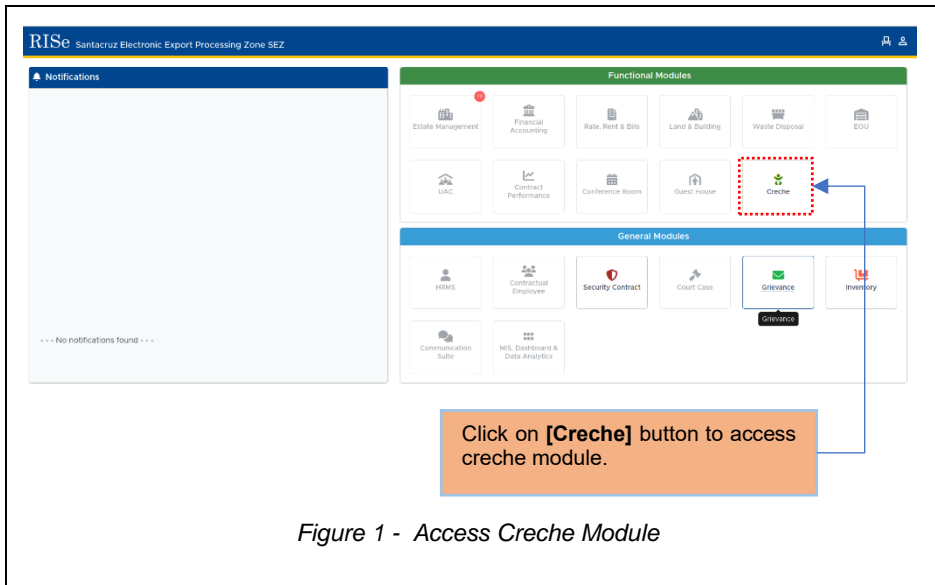 RISe Santacruz Electronic Export Processing Zone SEZ
Notifications
- - - No notifications found - - -
Functional Modules
Estate Management
Financial
Accounting
Rate, Rent & Bills
Land & Building
Waste Disposal
EOU
UAC
Contract
Performance
Conference Room
Guest House
Creche
General Modules
HRMS
Contractual
Employee
Security Contract
Court Case
Grievance
Inventory
Grievance
Communication
Suite
MIS, Dashboard &
Data Analytics
Click on [Creche] button to access
creche module.
Figure 1 - Access Creche Module